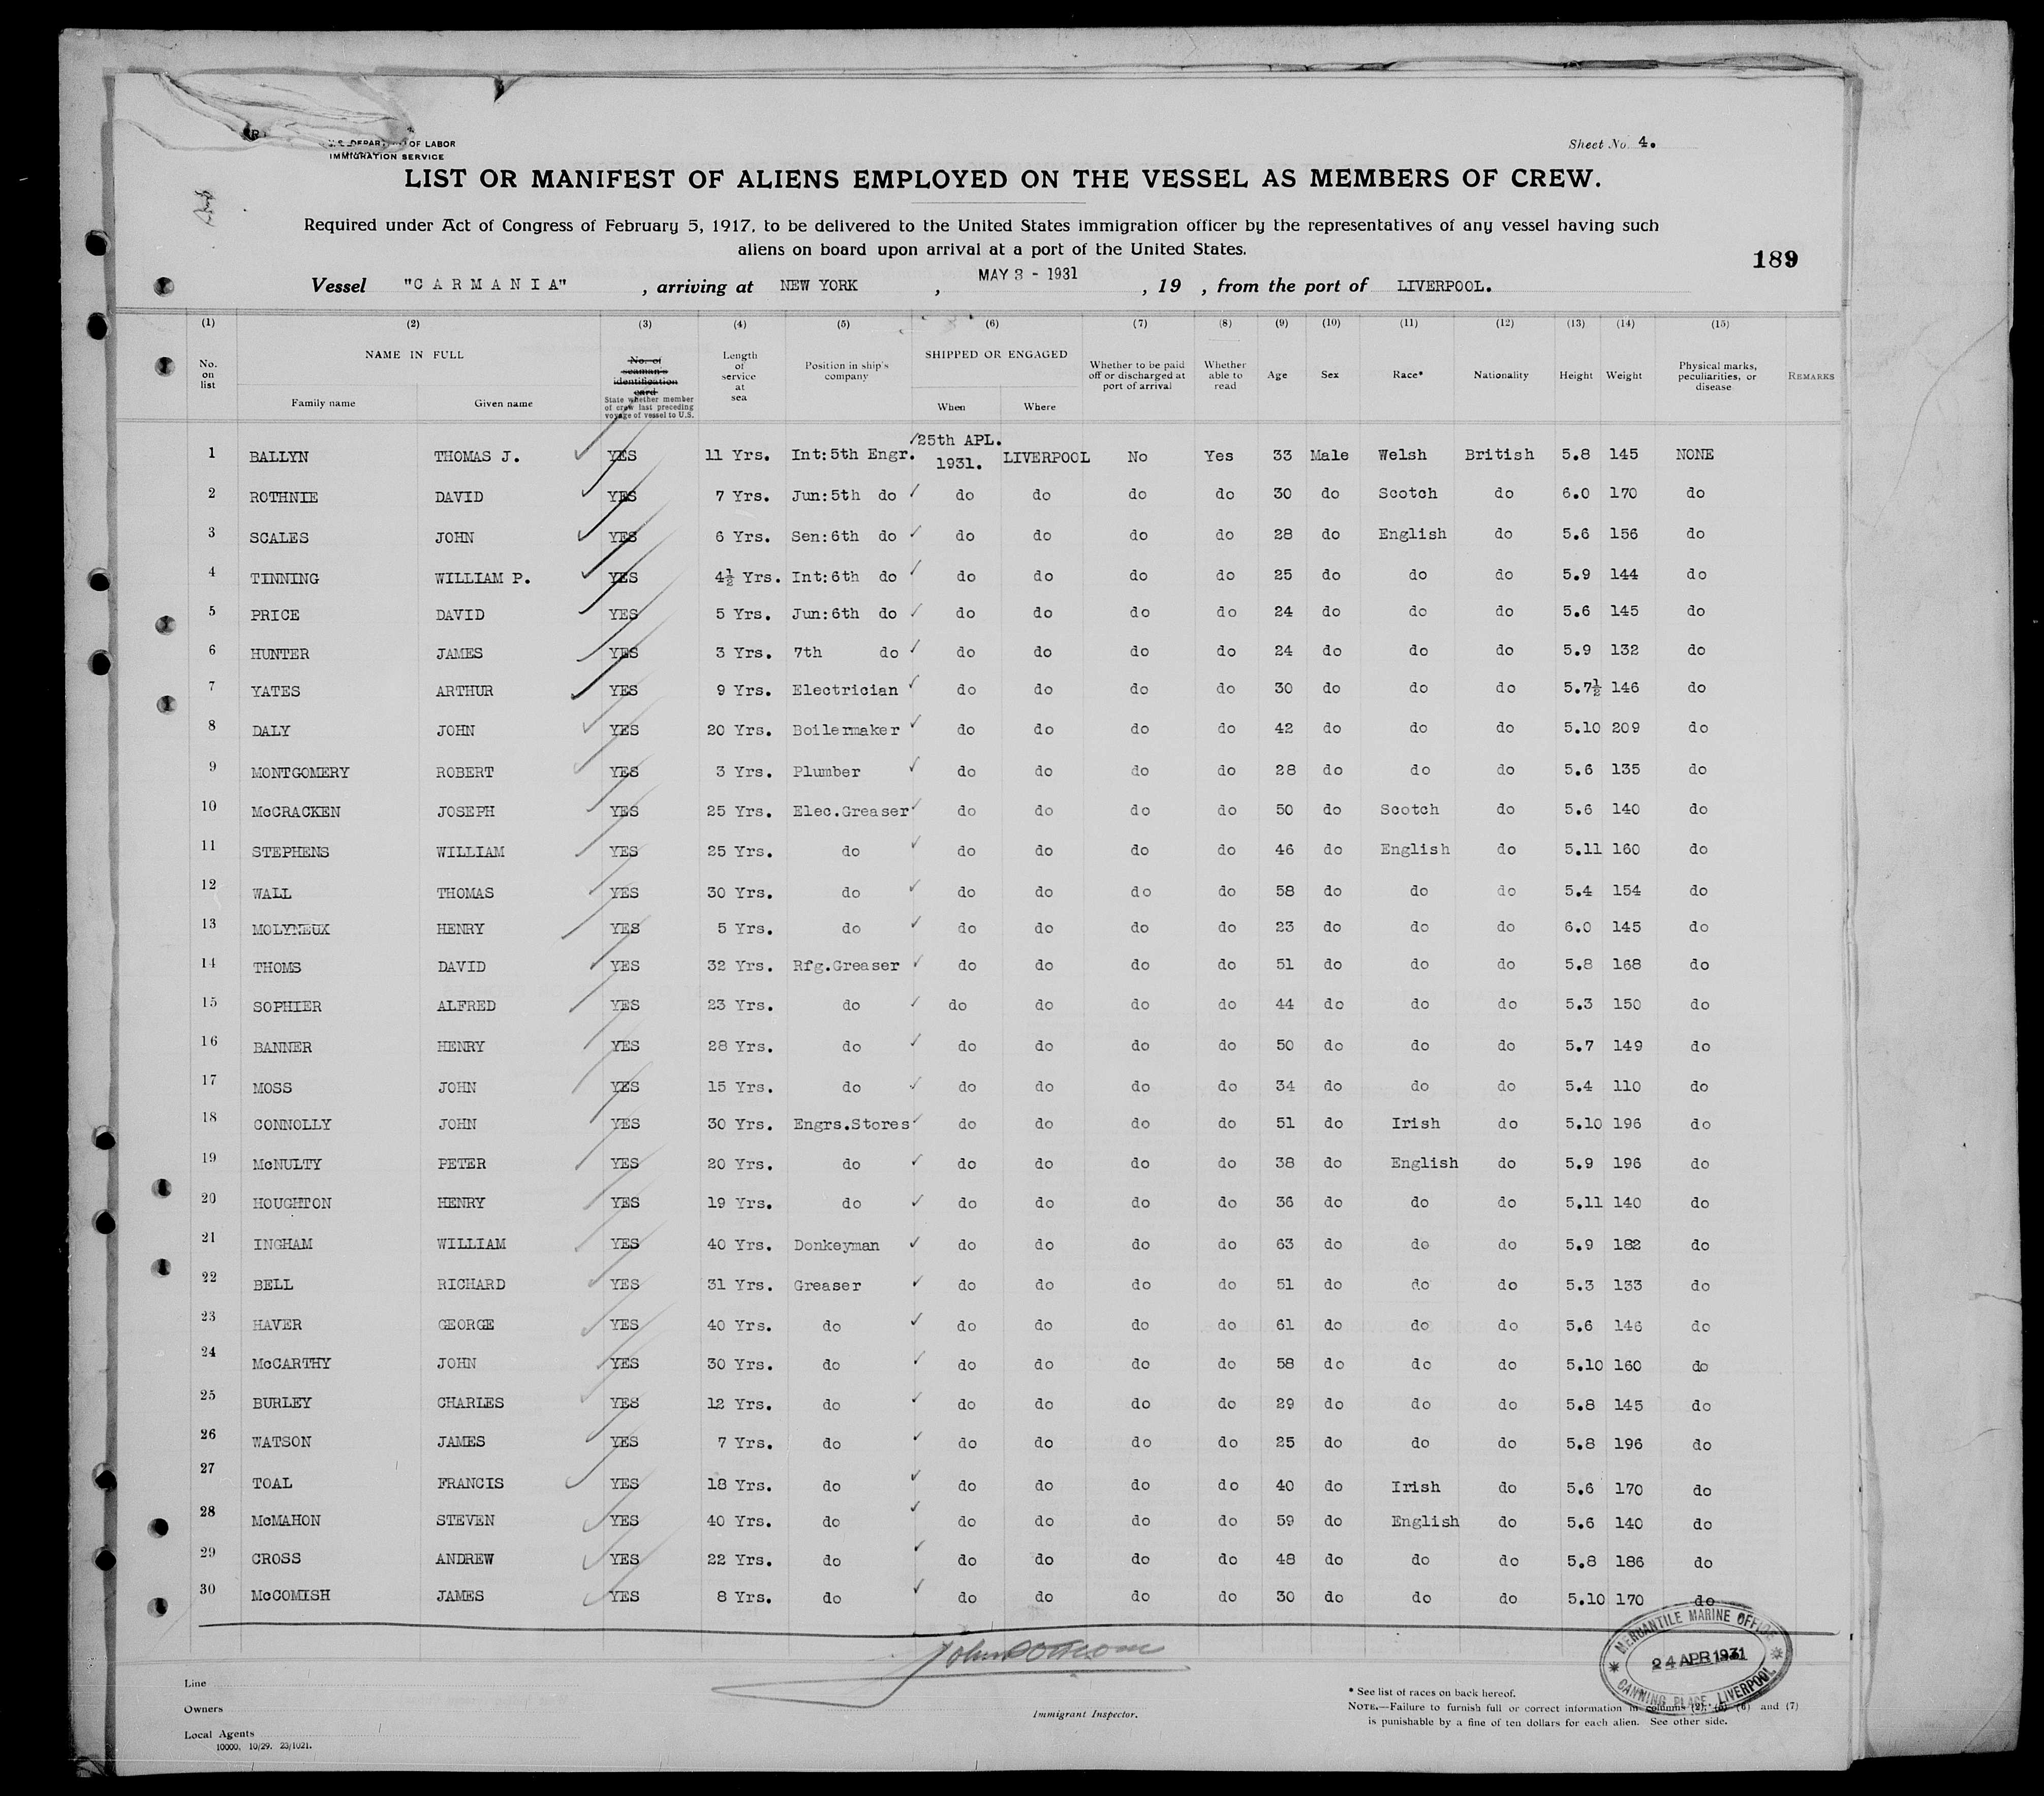 U.S. DEPARTMENT OF LABOR
IMMIGRATION SERVICE
Sheet No. 4.
LIST OR MANIFEST OF ALIENS EMPLOYED ON THE VESSEL AS MEMBERS OF CREW.
Required under Act of Congress of February 5, 1917, to be delivered to the United States immigration officer by the representatives of any vessel having such
aliens on board upon arrival at a port of the United States.
189
Vessel "CARMANIA" , arriving at NEW YORK , MAY 3 - 1931 , 19 , from the port of LIVERPOOL.
(1) (2) (3) (4) (5) (6) (7) (8) (9) (10) (11) (12) (13) (14) (15)
No. on list
NAME IN FULL
Family name Given name
No. of seaman's identification card
State whether member of crew last preceding voyage of vessel to U.S.
Length of service at sea
Position in ship's company
SHIPPED OR ENGAGED
When Where
Whether to be paid off or discharged at port of arrival
Whether able to read
Age
Sex
Race*
Nationality
Height
Weight
Physical marks, peculiarities, or disease
REMARKS
1 BALLYN THOMAS J. YES 11 Yrs. Int:5th Engr. 25th APL. 1931. LIVERPOOL No Yes 33 Male Welsh British 5.8 145 NONE
2 ROTHNIE DAVID YES 7 Yrs. Jun:5th do do do do do 30 do Scotch do 6.0 170 do
3 SCALES JOHN YES 6 Yrs. Sen:6th do do do do do 28 do English do 5.6 156 do
4 TINNING WILLIAM P. YES 4½ Yrs. Int:6th do do do do do 25 do do do 5.9 144 do
5 PRICE DAVID YES 5 Yrs. Jun:6th do do do do do 24 do do do 5.6 145 do
6 HUNTER JAMES YES 3 Yrs. 7th do do do do do 24 do do do 5.9 132 do
7 YATES ARTHUR YES 9 Yrs. Electrician do do do do 30 do do do 5.7½ 146 do
8 DALY JOHN YES 20 Yrs. Boilermaker do do do do 42 do do do 5.10 209 do
9 MONTGOMERY ROBERT YES 3 Yrs. Plumber do do do do 28 do do do 5.6 135 do
10 McCRACKEN JOSEPH YES 25 Yrs. Elec.Greaser do do do do 50 do Scotch do 5.6 140 do
11 STEPHENS WILLIAM YES 25 Yrs. do do do do do 46 do English do 5.11 160 do
12 WALL THOMAS YES 30 Yrs. do do do do do 58 do do do 5.4 154 do
13 MOLYNEUX HENRY YES 5 Yrs. do do do do do 23 do do do 6.0 145 do
14 THOMS DAVID YES 32 Yrs. Rfg.Greaser do do do do 51 do do do 5.8 168 do
15 SOPHIER ALFRED YES 23 Yrs. do do do do do 44 do do do 5.3 150 do
16 BANNER HENRY YES 28 Yrs. do do do do do 50 do do do 5.7 149 do
17 MOSS JOHN YES 15 Yrs. do do do do do 34 do do do 5.4 110 do
18 CONNOLLY JOHN YES 30 Yrs. Engrs.Stores do do do do 51 do Irish do 5.10 196 do
19 McNULTY PETER YES 20 Yrs. do do do do do 38 do English do 5.9 196 do
20 HOUGHTON HENRY YES 19 Yrs. do do do do do 36 do do do 5.11 140 do
21 INGHAM WILLIAM YES 40 Yrs. Donkeyman do do do do 63 do do do 5.9 182 do
22 BELL RICHARD YES 31 Yrs. Greaser do do do do 51 do do do 5.3 133 do
23 HAVER GEORGE YES 40 Yrs. do do do do do 61 do do do 5.6 146 do
24 McCARTHY JOHN YES 30 Yrs. do do do do do 58 do do do 5.10 160 do
25 BURLEY CHARLES YES 12 Yrs. do do do do do 29 do do do 5.8 145 do
26 WATSON JAMES YES 7 Yrs. do do do do do 25 do do do 5.8 196 do
27 TOAL FRANCIS YES 18 Yrs. do do do do do 40 do Irish do 5.6 170 do
28 McMAHON STEVEN YES 40 Yrs. do do do do do 59 do English do 5.6 140 do
29 CROSS ANDREW YES 22 Yrs. do do do do do 48 do do do 5.8 186 do
30 McCOMISH JAMES YES 8 Yrs. do do do do do 30 do do do 5.10 170 do
MERCANTILE MARINE OFFICE
24 APR 1931
CANNING PLACE, LIVERPOOL
Line
Owners
Local Agents
10000, 10/29. 23/1021.
Immigrant Inspector.
* See list of races on back hereof.
NOTE.—Failure to furnish full or correct information in columns (2), (5) (6) and (7)
is punishable by a fine of ten dollars for each alien. See other side.